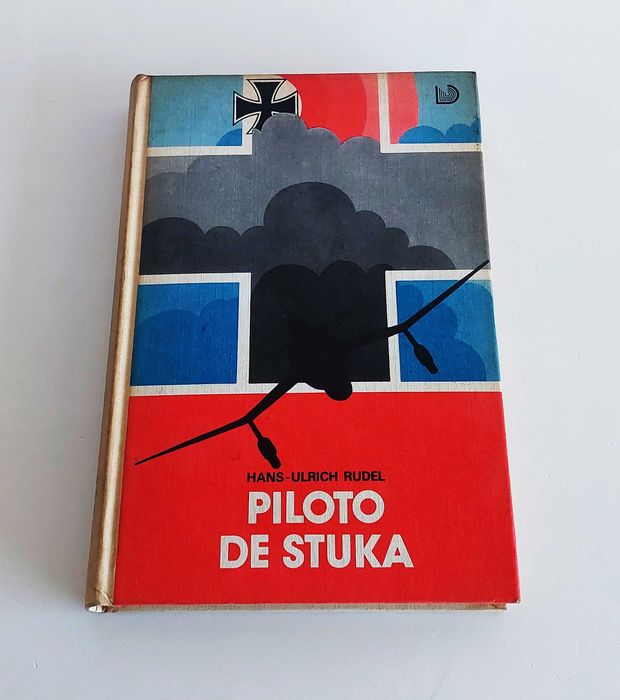 HANS-ULRICH RUDEL
PILOTO
DE STUKA